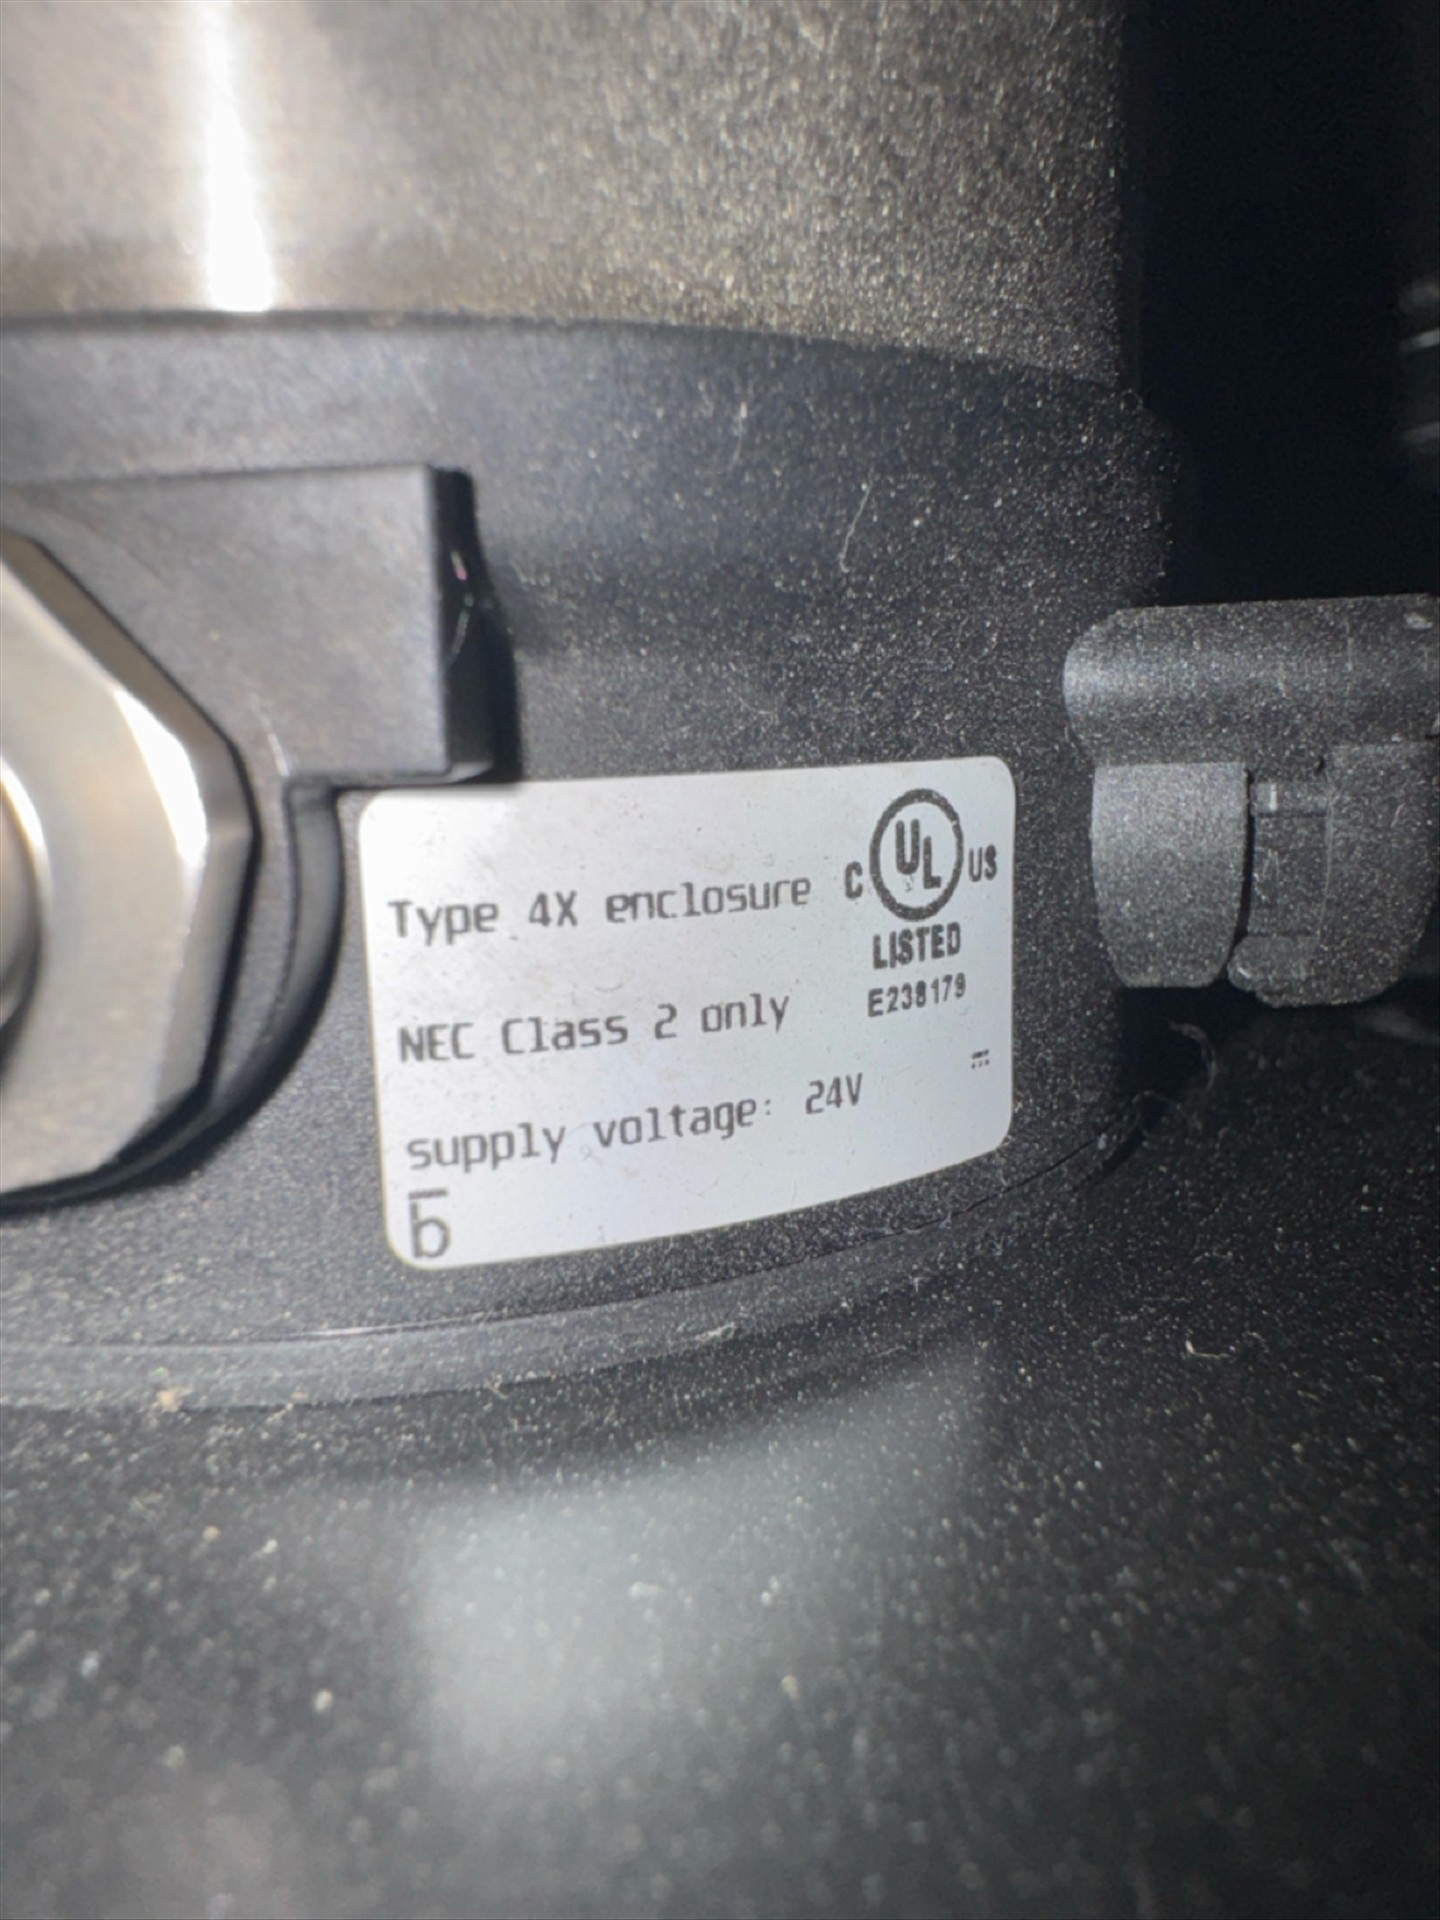 Type 4X enclosure
C UL US
LISTED
E238179
NEC Class 2 only
supply voltage: 24V ⎓
b